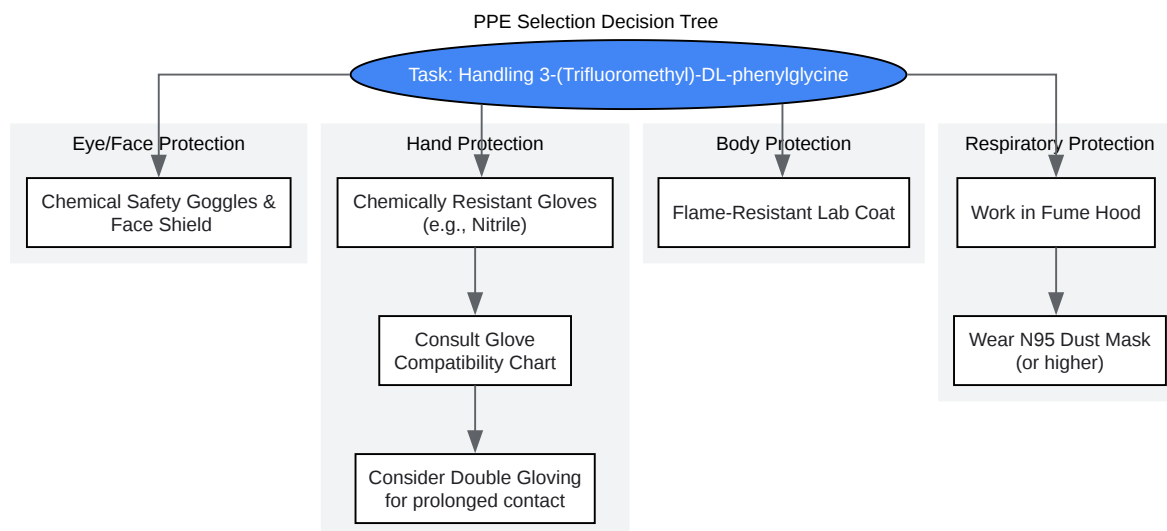 PPE Selection Decision Tree
Task: Handling 3-(Trifluoromethyl)-DL-phenylglycine
Eye/Face Protection
Chemical Safety Goggles &
Face Shield
Hand Protection
Chemically Resistant Gloves
(e.g., Nitrile)
Consult Glove
Compatibility Chart
Consider Double Gloving
for prolonged contact
Body Protection
Flame-Resistant Lab Coat
Respiratory Protection
Work in Fume Hood
Wear N95 Dust Mask
(or higher)